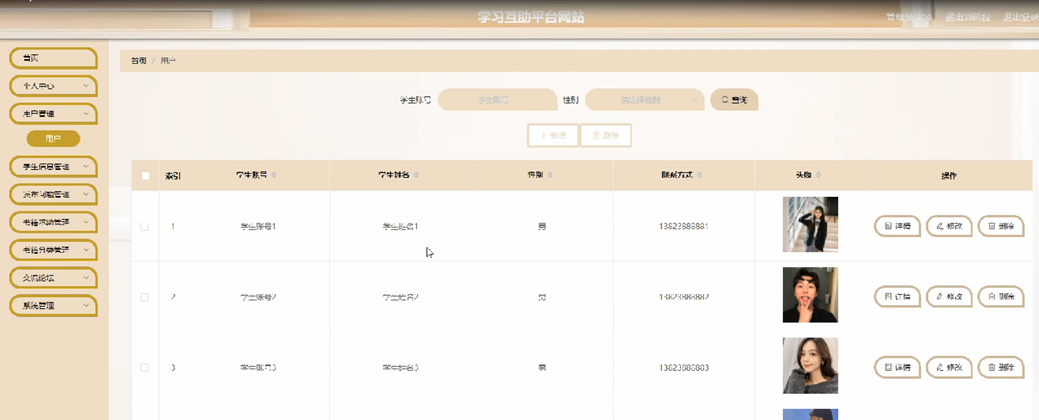 学习互助平台网站
退出到前台 退出登录
首页
首页 / 用户
个人中心
学生账号 学生账号 性别 请选择性别 查询
用户管理
+ 新增 删除
用户
学生信息管理
索引 学生账号 学生姓名 性别 联系方式 头像 操作
发布问题管理
书籍求购管理
1 学生账号1 学生姓名1 男 13823888881 详情 修改 删除
书籍分类管理
交流论坛
2 学生账号2 学生姓名2 男 13823888882 详情 修改 删除
系统管理
3 学生账号3 学生姓名3 男 13823888883 详情 修改 删除